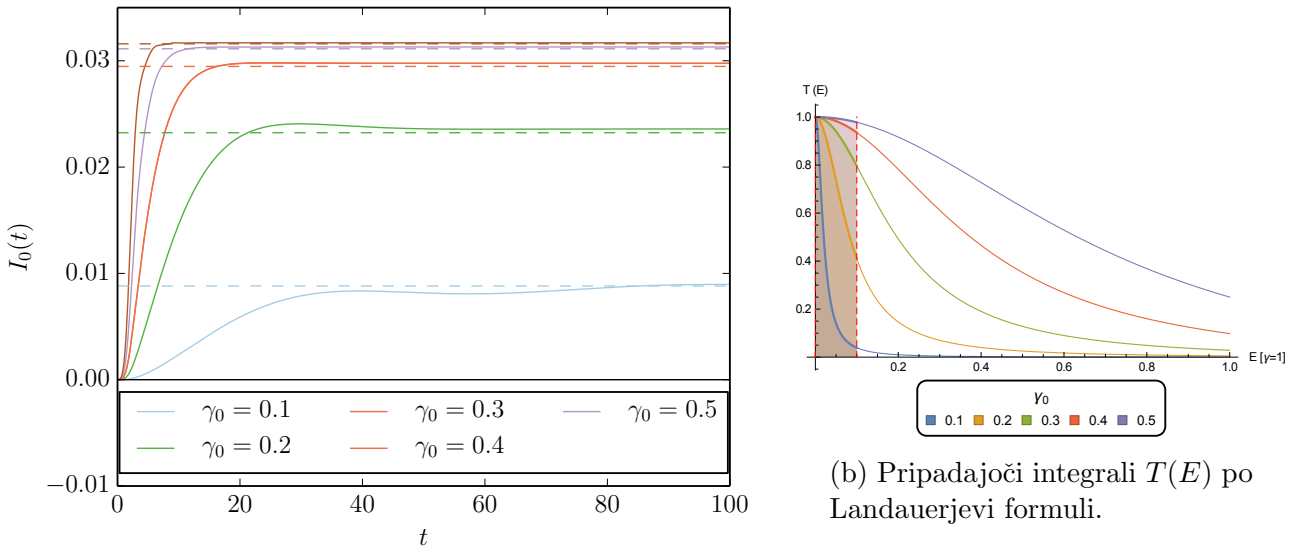 0.03
0.02
0.01
0.00
−0.01
I₀(t)
0 20 40 60 80 100
t
γ₀ = 0.1 γ₀ = 0.3 γ₀ = 0.5
γ₀ = 0.2 γ₀ = 0.4
T (E)
1.0
0.8
0.6
0.4
0.2
0.2 0.4 0.6 0.8 1.0
E [γ=1]
γ₀
0.1 0.2 0.3 0.4 0.5
(b) Pripadajoči integrali T(E) po
Landauerjevi formuli.